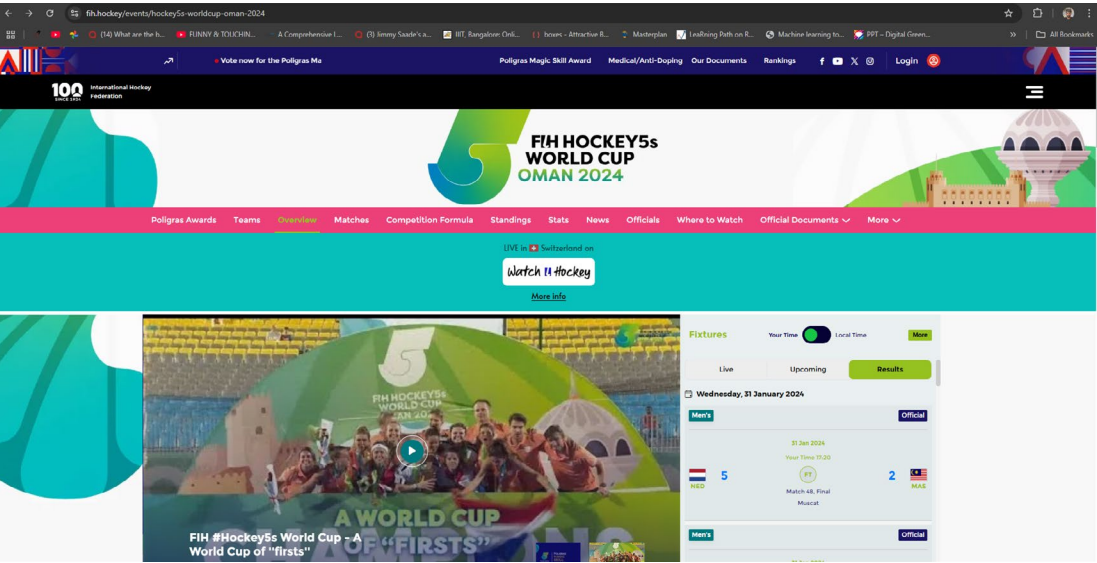 fih.hockey/events/hockey5s-worldcup-oman-2024
(14) What are the b...
FUNNY & TOUCHIN...
A Comprehensive I...
(3) Jimmy Saade's a...
IIIT, Bangalore: Onli...
boxes - Attractive B...
Masterplan
LeaRning Path on R...
Machine learning to...
PPT – Digital Green...
»
All Bookmarks
Vote now for the Poligras Ma
Poligras Magic Skill Award
Medical/Anti-Doping
Our Documents
Rankings
Login
100
SINCE 1924
International Hockey
Federation
FIH HOCKEY5s
WORLD CUP
OMAN 2024
Poligras Awards
Teams
Overview
Matches
Competition Formula
Standings
Stats
News
Officials
Where to Watch
Official Documents
More
LIVE in Switzerland on
Watch Hockey
More info
FIH HOCKEY5s
WORLD CUP
A WORLD CUP
OF "FIRSTS"
CHAMPIONS
FIH #Hockey5s World Cup - A
World Cup of "firsts"
Fixtures
Your Time
Local Time
More
Live
Upcoming
Results
Wednesday, 31 January 2024
Men's
Official
31 Jan 2024
Your Time 17:20
NED
5
FT
2
MAS
Match 48, Final
Muscat
Men's
Official